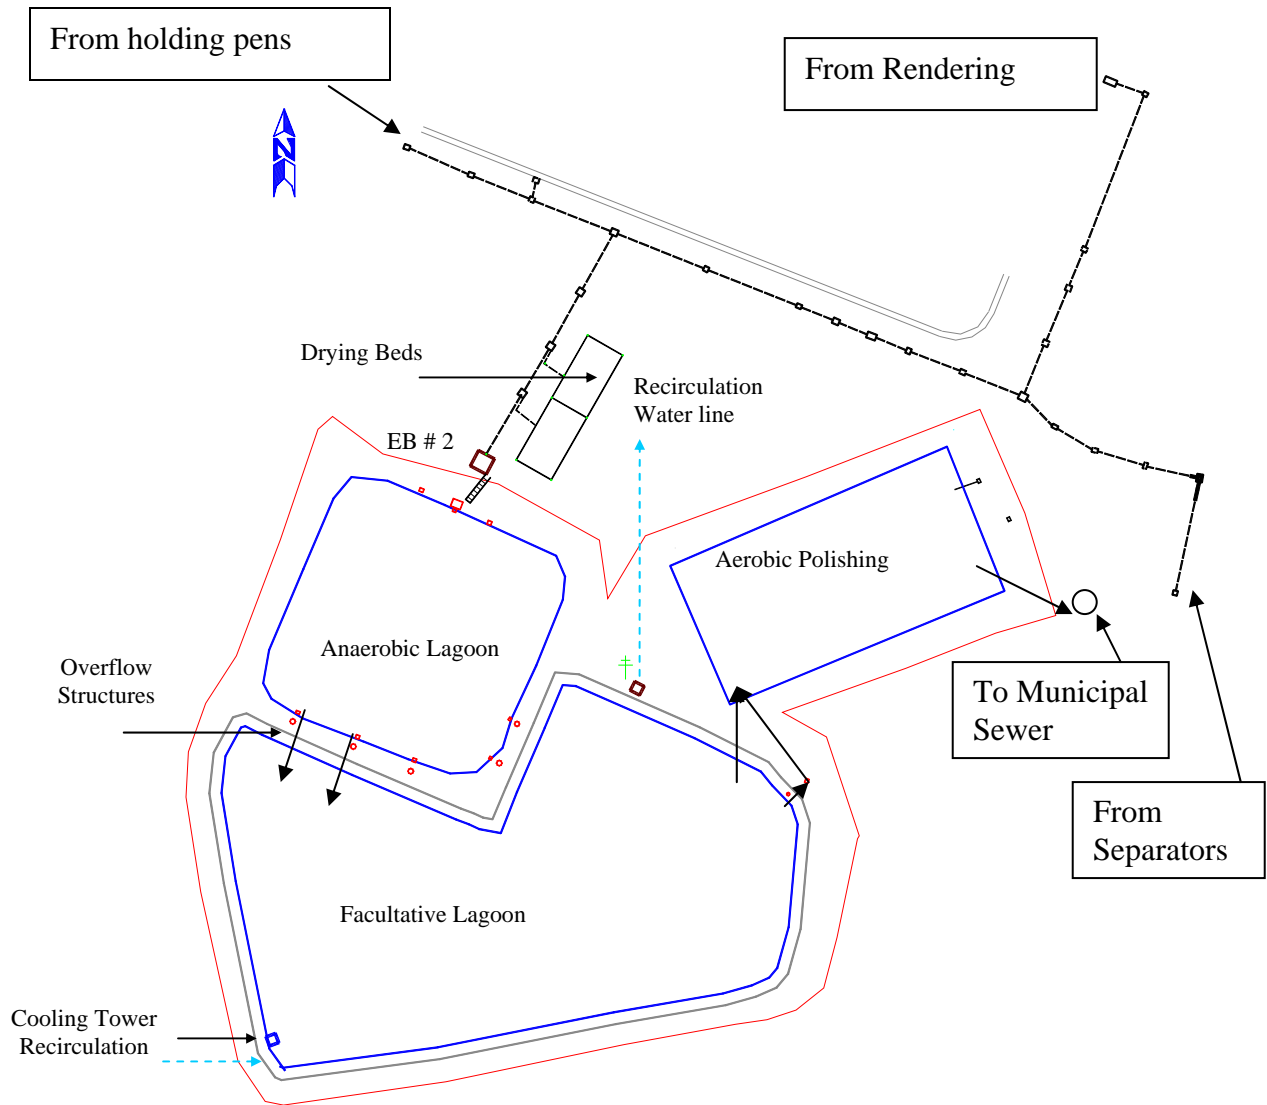 From holding pens
From Rendering
N
Drying Beds
Recirculation
Water line
EB # 2
Aerobic Polishing
Anaerobic Lagoon
Overflow
Structures
To Municipal
Sewer
From
Separators
Facultative Lagoon
Cooling Tower
Recirculation